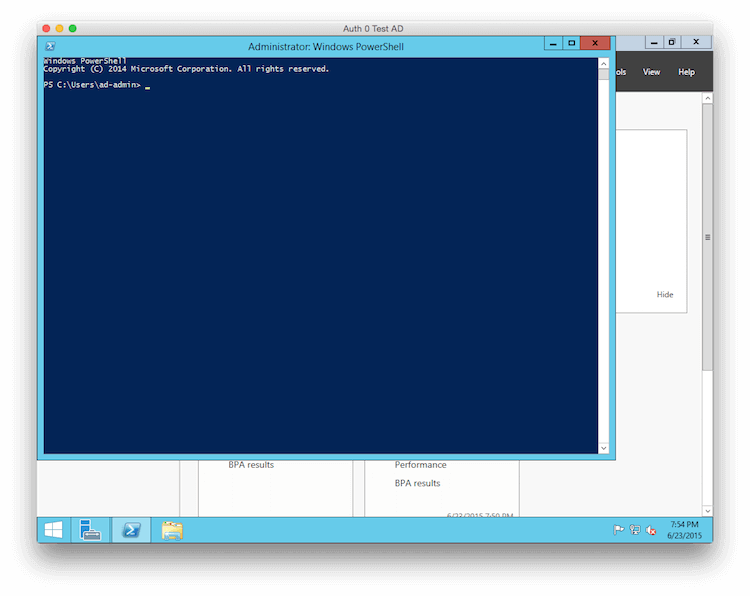 Auth 0 Test AD
Administrator: Windows PowerShell
Windows PowerShell
Copyright (C) 2014 Microsoft Corporation. All rights reserved.
PS C:\Users\ad-admin> _
ols View Help
Hide
BPA results
Performance
BPA results
6/23/2015 7:50 PM
7:54 PM
6/23/2015